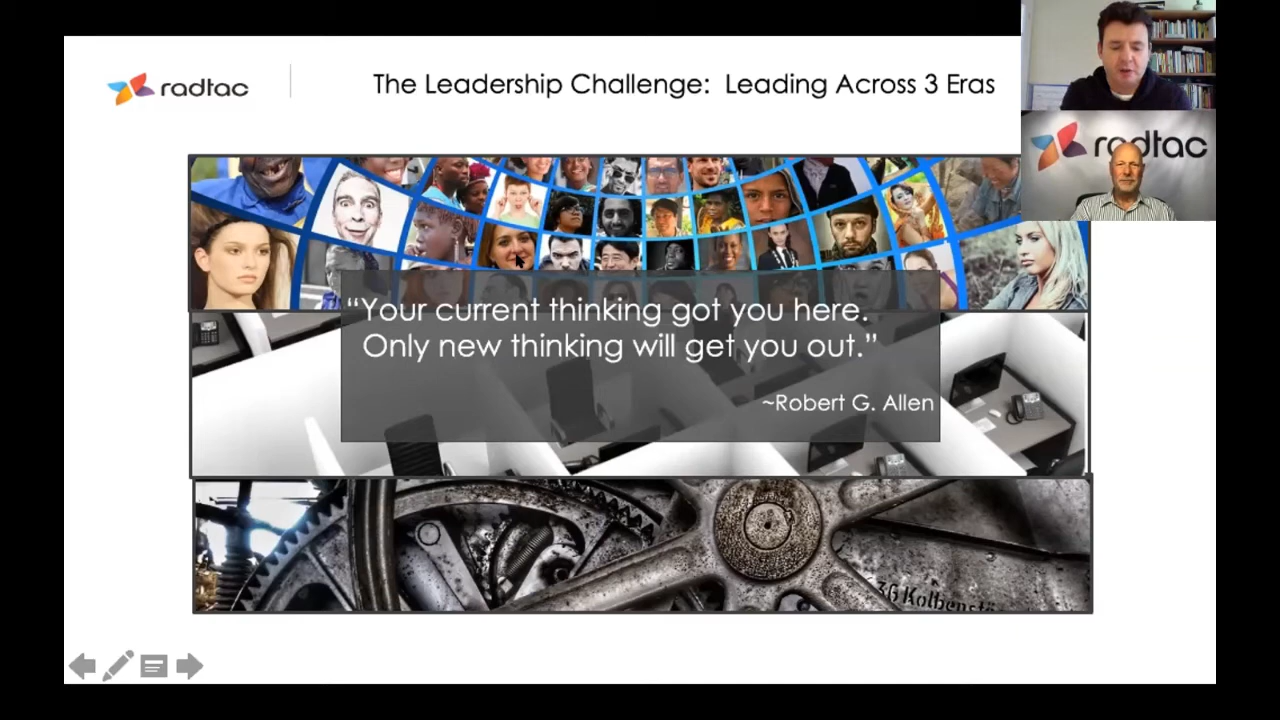 radtac
The Leadership Challenge: Leading Across 3 Eras
radtac
“Your current thinking got you here.
Only new thinking will get you out.”
~Robert G. Allen